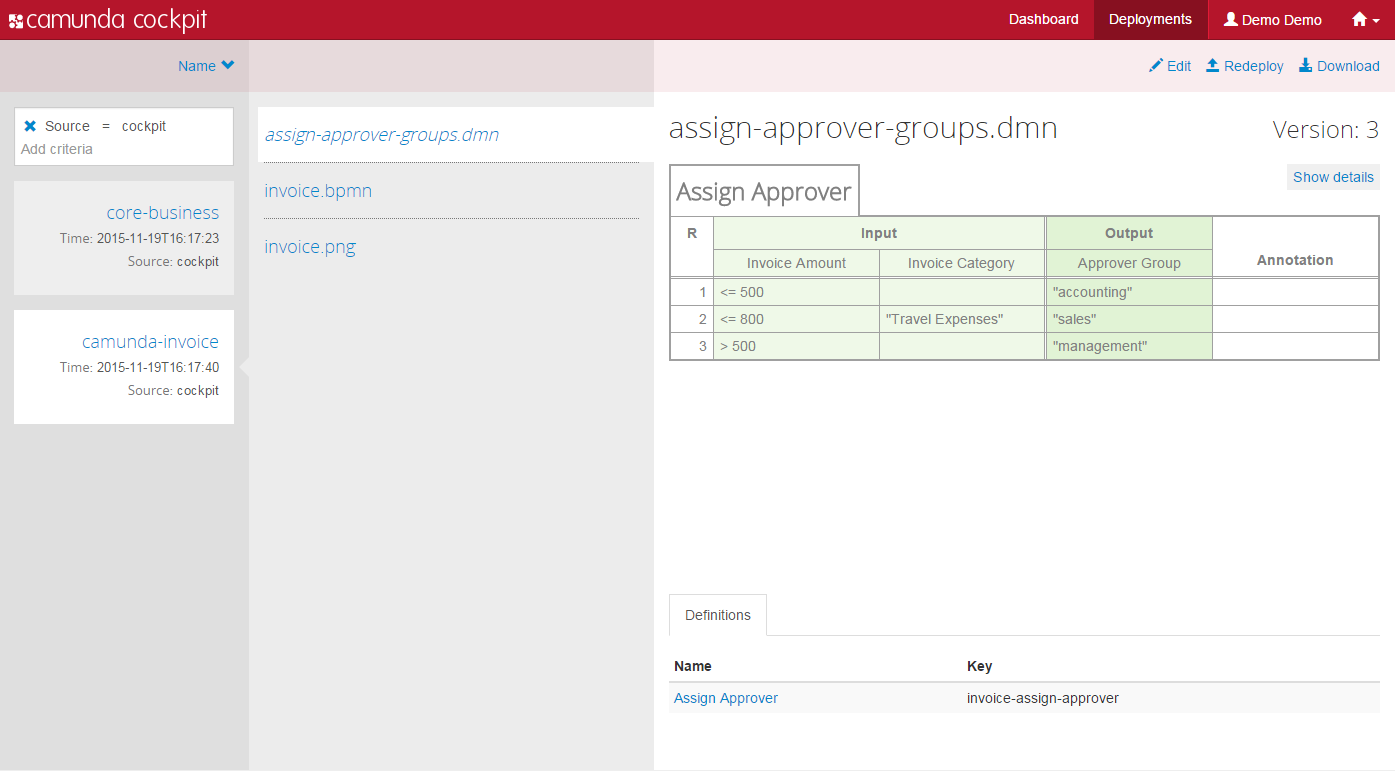 camunda cockpit
Dashboard Deployments Demo Demo
Name
Edit Redeploy Download
Source = cockpit
Add criteria
core-business
Time: 2015-11-19T16:17:23
Source: cockpit
camunda-invoice
Time: 2015-11-19T16:17:40
Source: cockpit
assign-approver-groups.dmn
invoice.bpmn
invoice.png
assign-approver-groups.dmn Version: 3
Show details
Assign Approver
R Input Output Annotation
Invoice Amount Invoice Category Approver Group
1 <= 500 "accounting"
2 <= 800 "Travel Expenses" "sales"
3 > 500 "management"
Definitions
Name Key
Assign Approver invoice-assign-approver